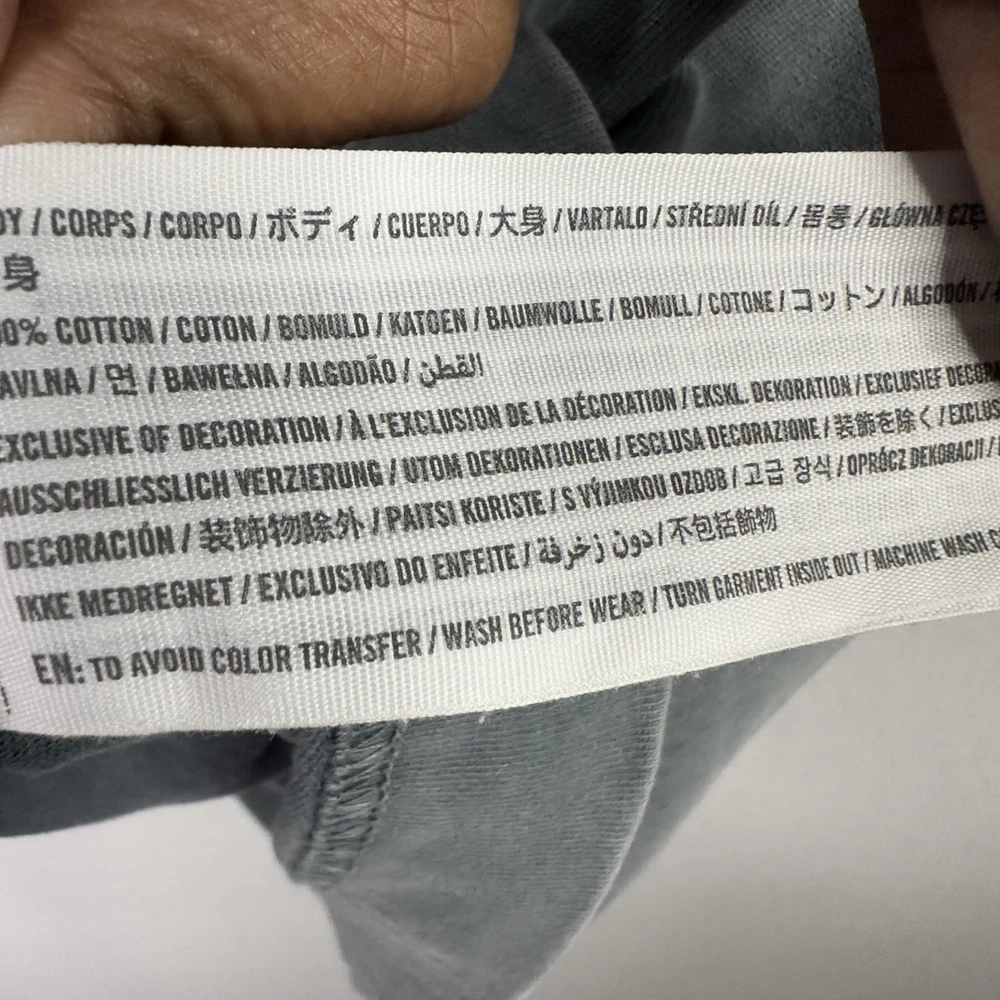 DY / CORPS / CORPO / ボディ / CUERPO / 大身 / VARTALO / STŘEDNÍ DÍL / 몸통 / GŁÓWNA CZĘ
身
00% COTTON / COTON / BOMULD / KATOEN / BAUMWOLLE / BOMULL / COTONE / コットン / ALGODÓN /
AVLNA / 면 / BAWEŁNA / ALGODÃO / القطن
EXCLUSIVE OF DECORATION / À L'EXCLUSION DE LA DÉCORATION / EKSKL. DEKORATION / EXCLUSIEF DECORA
AUSSCHLIESSLICH VERZIERUNG / UTOM DEKORATIONEN / ESCLUSA DECORAZIONE / 装飾を除く / EXCLUS
DECORACIÓN / 装饰物除外 / PAITSI KORISTE / S VÝJIMKOU OZDOB / 고급 장식 / OPRÓCZ DEKORACJI /
IKKE MEDREGNET / EXCLUSIVO DO ENFEITE / دون زخرفة / 不包括飾物
EN: TO AVOID COLOR TRANSFER / WASH BEFORE WEAR / TURN GARMENT INSIDE OUT / MACHINE WASH C